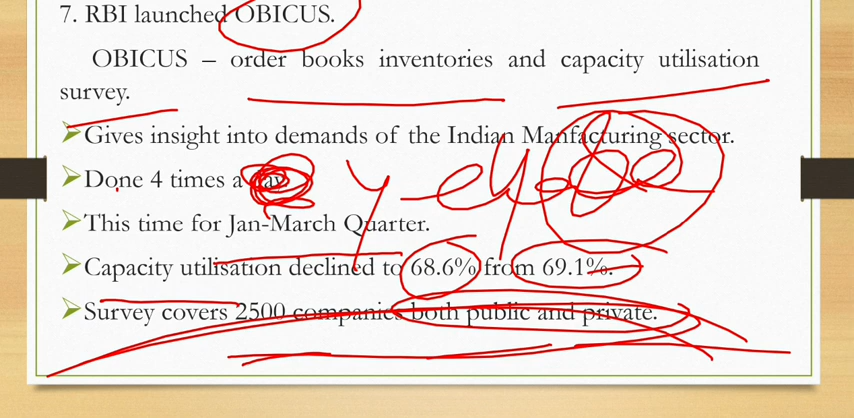 7. RBI launched OBICUS.
OBICUS – order books inventories and capacity utilisation
survey.
Gives insight into demands of the Indian Manfacturing sector.
Done 4 times a
This time for Jan-March Quarter.
Capacity utilisation declined to 68.6% from 69.1%.
Survey covers 2500 companies both public and private.